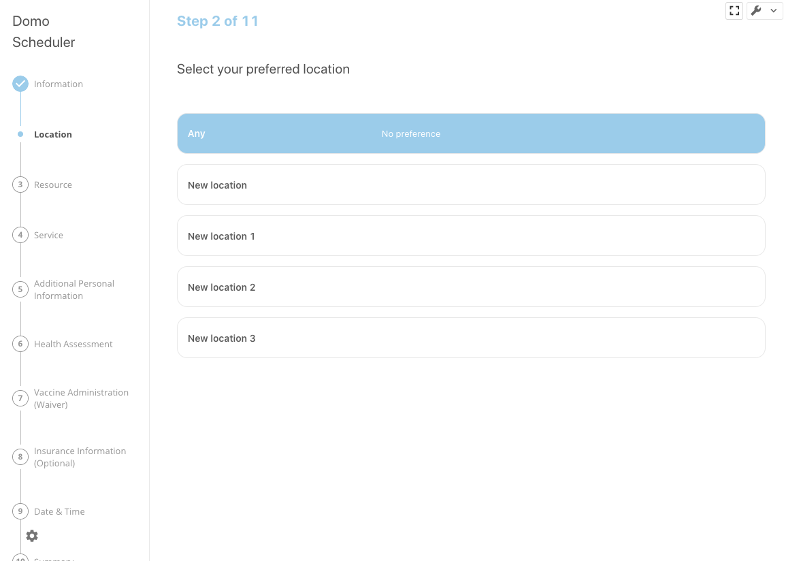 Domo
Scheduler
Information
Location
3
Resource
4
Service
5
Additional Personal
Information
6
Health Assessment
7
Vaccine Administration
(Waiver)
8
Insurance Information
(Optional)
9
Date & Time
10
Summary
Step 2 of 11
Select your preferred location
Any
No preference
New location
New location 1
New location 2
New location 3